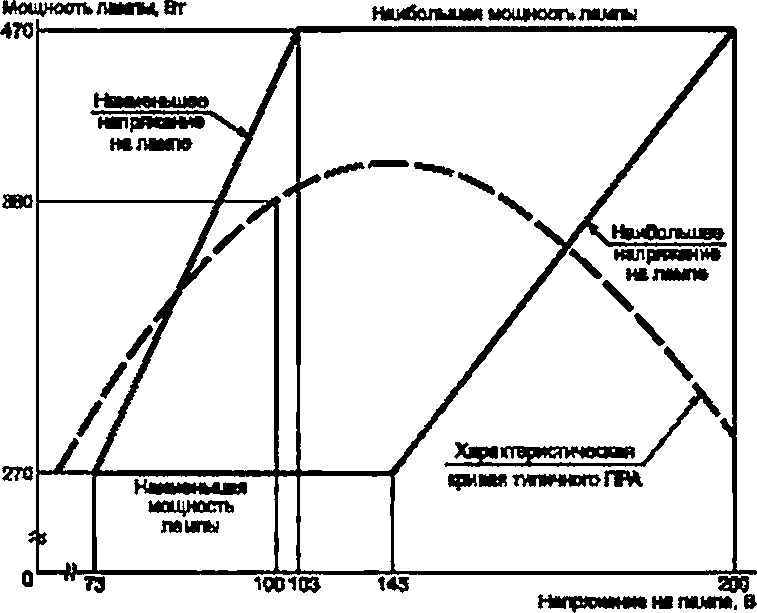 Мощность лампы, Вт
470
Наибольшая мощность лампы
Наименьшее
напряжение
на лампе
380
Наибольшее
напряжение
на лампе
Характеристическая
кривая типичного ПРА
270
Наименьшая
мощность
лампы
0
73
100
103
143
200
Напряжение на лампе, В